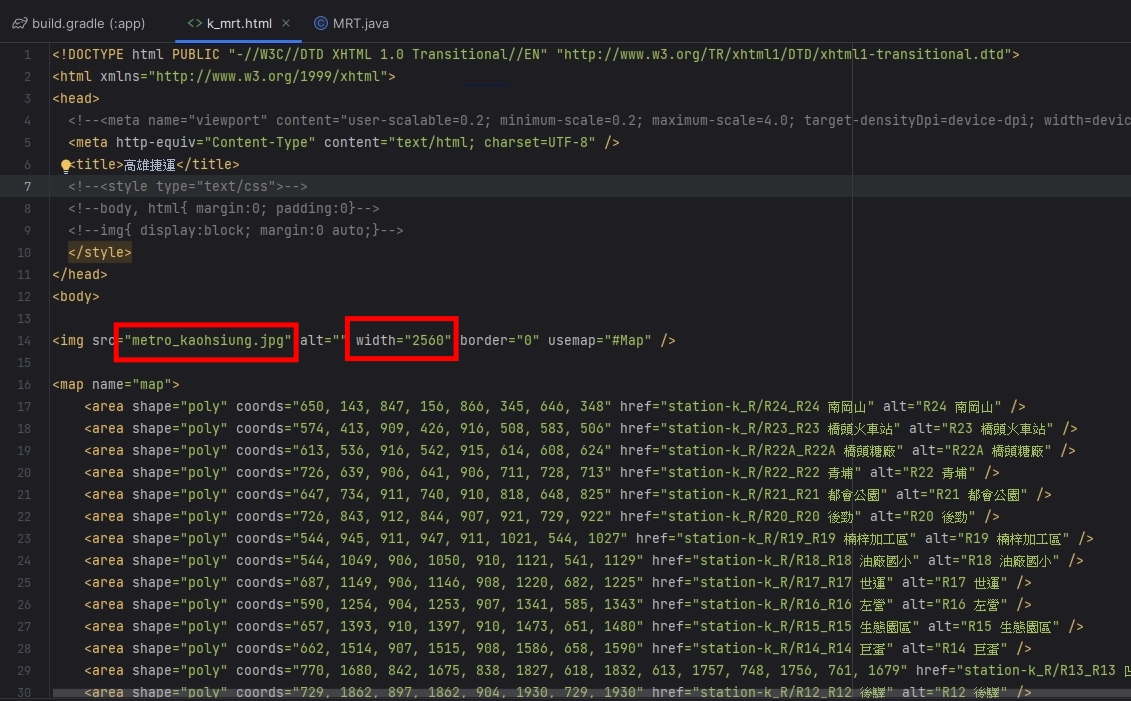 build.gradle (:app)
k_mrt.html
MRT.java
1 <!DOCTYPE html PUBLIC "-//W3C//DTD XHTML 1.0 Transitional//EN" "http://www.w3.org/TR/xhtml1/DTD/xhtml1-transitional.dtd">
2 <html xmlns="http://www.w3.org/1999/xhtml">
3 <head>
4 <!--<meta name="viewport" content="user-scalable=0.2; minimum-scale=0.2; maximum-scale=4.0; target-densityDpi=device-dpi; width=devic
5 <meta http-equiv="Content-Type" content="text/html; charset=UTF-8" />
6 <title>高雄捷運</title>
7 <!--<style type="text/css">-->
8 <!--body, html{ margin:0; padding:0}-->
9 <!--img{ display:block; margin:0 auto;}-->
10 </style>
11 </head>
12 <body>
13
14 <img src="metro_kaohsiung.jpg" alt="" width="2560" border="0" usemap="#Map" />
15
16 <map name="map">
17 <area shape="poly" coords="650, 143, 847, 156, 866, 345, 646, 348" href="station-k_R/R24_R24 南岡山" alt="R24 南岡山" />
18 <area shape="poly" coords="574, 413, 909, 426, 916, 508, 583, 506" href="station-k_R/R23_R23 橋頭火車站" alt="R23 橋頭火車站" />
19 <area shape="poly" coords="613, 536, 916, 542, 915, 614, 608, 624" href="station-k_R/R22A_R22A 橋頭糖廠" alt="R22A 橋頭糖廠" />
20 <area shape="poly" coords="726, 639, 906, 641, 906, 711, 728, 713" href="station-k_R/R22_R22 青埔" alt="R22 青埔" />
21 <area shape="poly" coords="647, 734, 911, 740, 910, 818, 648, 825" href="station-k_R/R21_R21 都會公園" alt="R21 都會公園" />
22 <area shape="poly" coords="726, 843, 912, 844, 907, 921, 729, 922" href="station-k_R/R20_R20 後勁" alt="R20 後勁" />
23 <area shape="poly" coords="544, 945, 911, 947, 911, 1021, 544, 1027" href="station-k_R/R19_R19 楠梓加工區" alt="R19 楠梓加工區" />
24 <area shape="poly" coords="544, 1049, 906, 1050, 910, 1121, 541, 1129" href="station-k_R/R18_R18 油廠國小" alt="R18 油廠國小" />
25 <area shape="poly" coords="687, 1149, 906, 1146, 908, 1220, 682, 1225" href="station-k_R/R17_R17 世運" alt="R17 世運" />
26 <area shape="poly" coords="590, 1254, 904, 1253, 907, 1341, 585, 1343" href="station-k_R/R16_R16 左營" alt="R16 左營" />
27 <area shape="poly" coords="657, 1393, 910, 1397, 910, 1473, 651, 1480" href="station-k_R/R15_R15 生態園區" alt="R15 生態園區" />
28 <area shape="poly" coords="662, 1514, 907, 1515, 908, 1586, 658, 1590" href="station-k_R/R14_R14 巨蛋" alt="R14 巨蛋" />
29 <area shape="poly" coords="770, 1680, 842, 1675, 838, 1827, 618, 1832, 613, 1757, 748, 1756, 761, 1679" href="station-k_R/R13_R13 凹
30 <area shape="poly" coords="729, 1862, 897, 1862, 904, 1930, 729, 1930" href="station-k_R/R12_R12 後驛" alt="R12 後驛" />